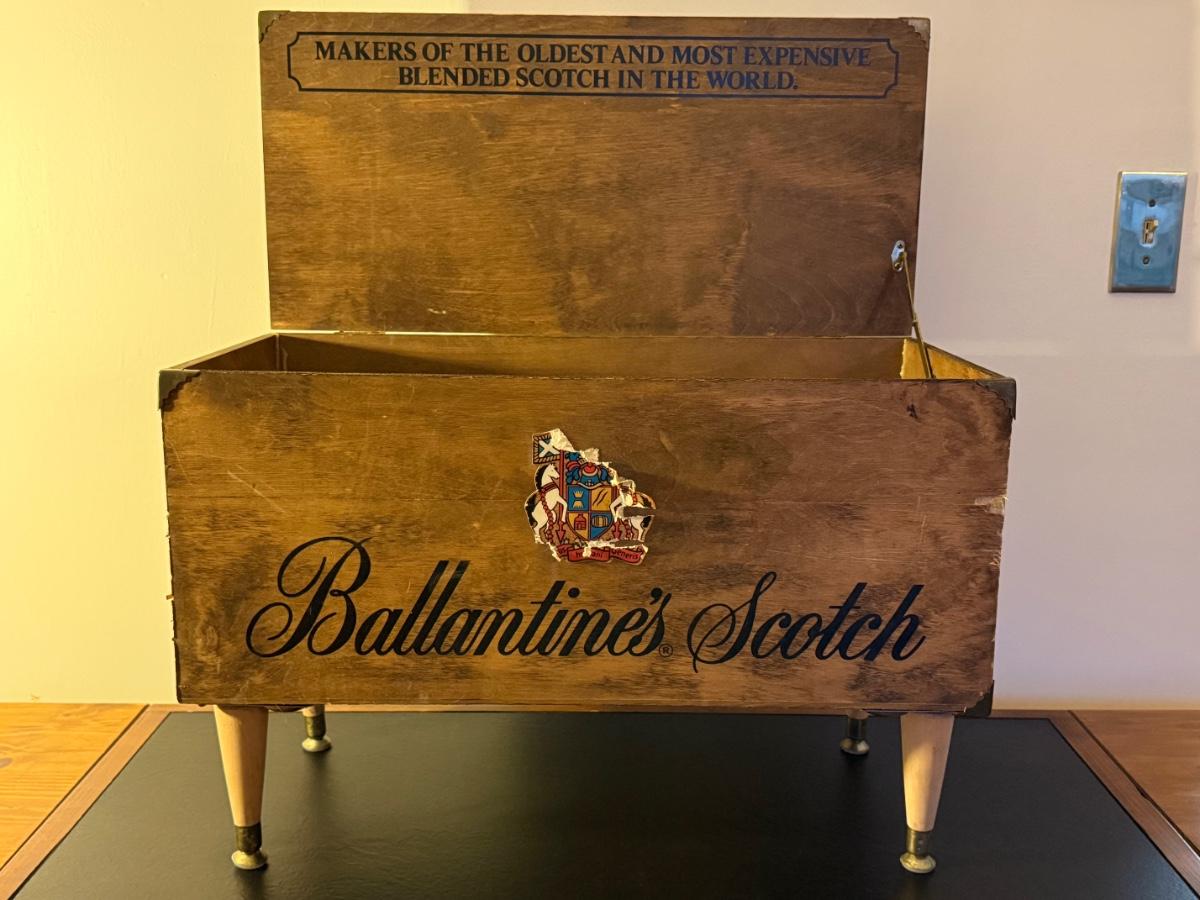 MAKERS OF THE OLDEST AND MOST EXPENSIVE
BLENDED SCOTCH IN THE WORLD.
Ballantine's® Scotch